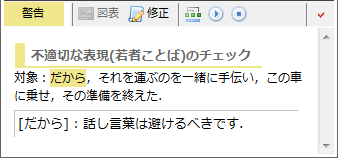 警告 図表 修正
不適切な表現(若者ことば)のチェック
対象：だから，それを運ぶのを一緒に手伝い，この車
に乗せ，その準備を終えた．
[だから]：話し言葉は避けるべきです．